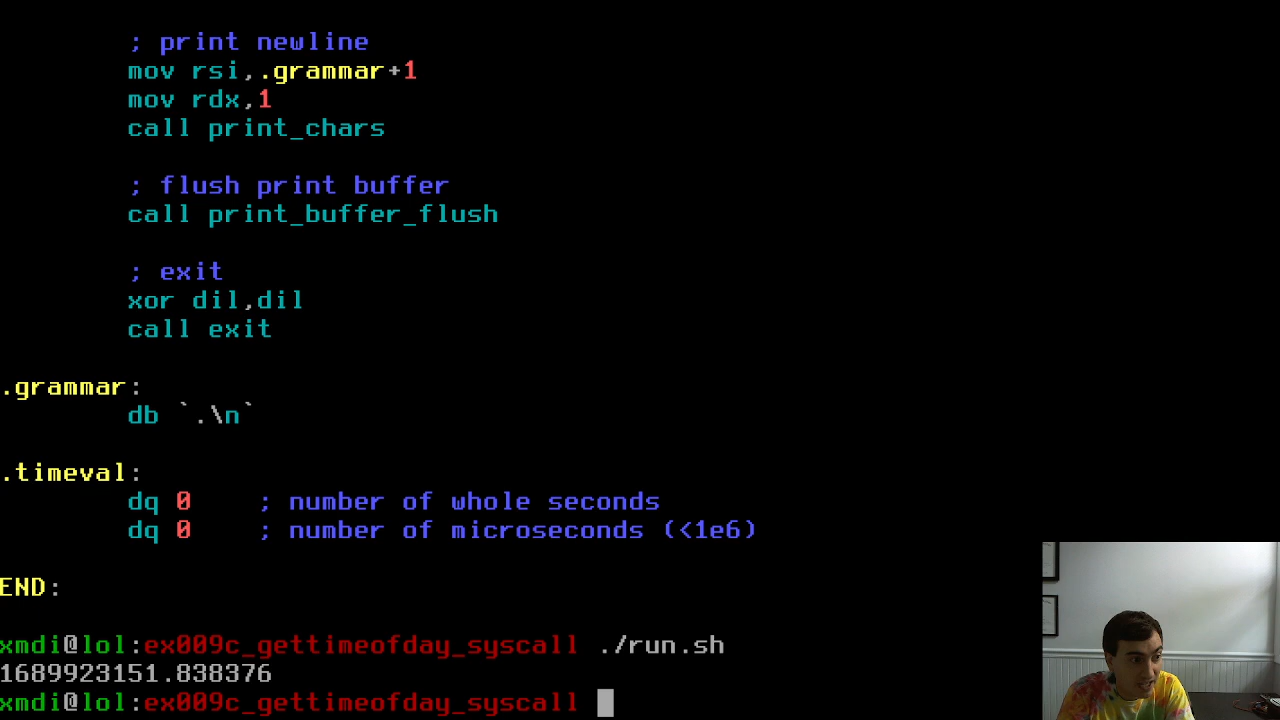 ; print newline
mov rsi,.grammar+1
mov rdx,1
call print_chars
; flush print buffer
call print_buffer_flush
; exit
xor dil,dil
call exit
.grammar:
db `.\n`
.timeval:
dq 0 ; number of whole seconds
dq 0 ; number of microseconds (<1e6)
END:
xmdi@lol:ex009c_gettimeofday_syscall ./run.sh
1689923151.838376
xmdi@lol:ex009c_gettimeofday_syscall